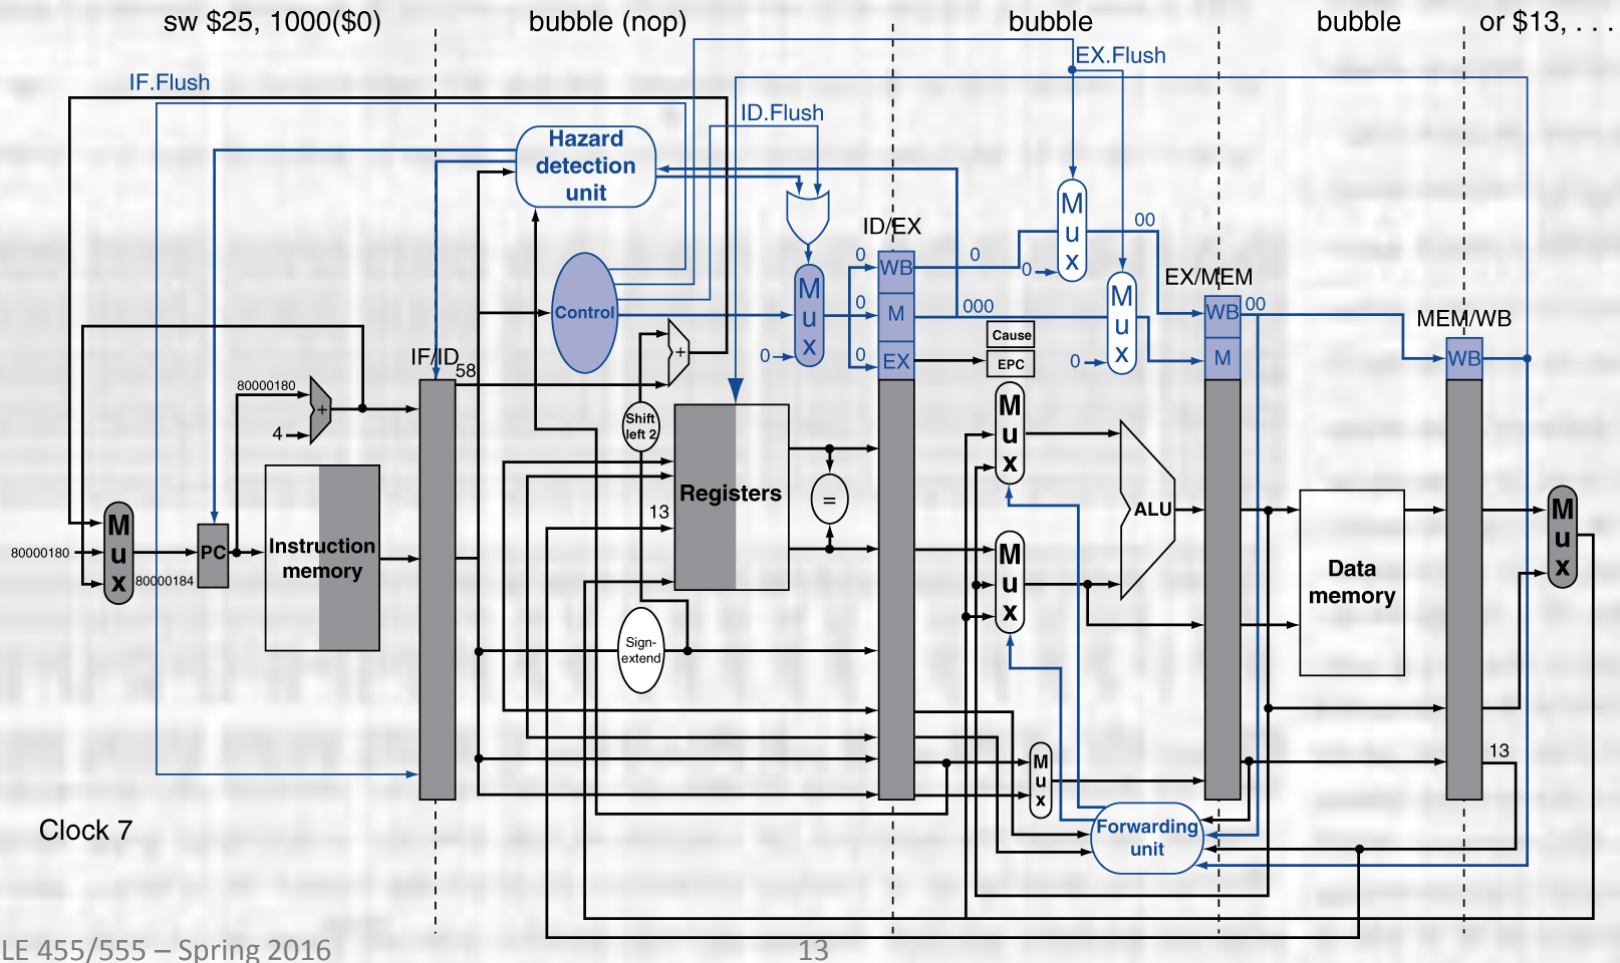 sw $25, 1000($0)
bubble (nop)
bubble
bubble
or $13, . . .
EX.Flush
IF.Flush
ID.Flush
Hazard
detection
unit
M
u
x
00
ID/EX
0
WB
0
0
Control
M
u
x
0
M
000
0
EX
0
M
u
x
0
Cause
EPC
EX/MEM
WB
00
M
MEM/WB
WB
IF/ID
58
+
80000180
+
4
Shift
left 2
M
u
x
Registers
=
13
ALU
M
u
x
80000180
M
u
x
80000184
PC
Instruction
memory
M
u
x
Data
memory
Sign-
extend
M
u
x
13
Forwarding
unit
Clock 7
LE 455/555 – Spring 2016
13